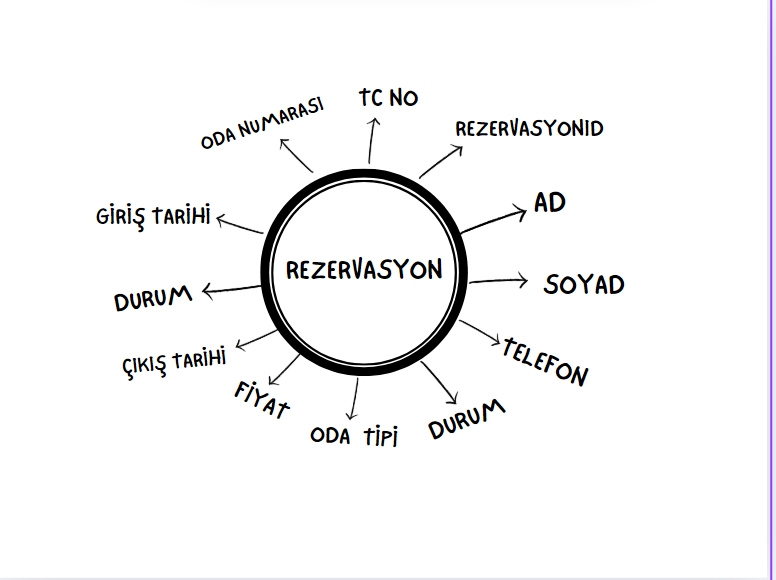 TC NO
ODA NUMARASI
REZERVASYONID
AD
GİRİŞ TARİHİ
REZERVASYON
SOYAD
DURUM
TELEFON
ÇIKIŞ TARİHİ
FİYAT
DURUM
ODA TİPİ